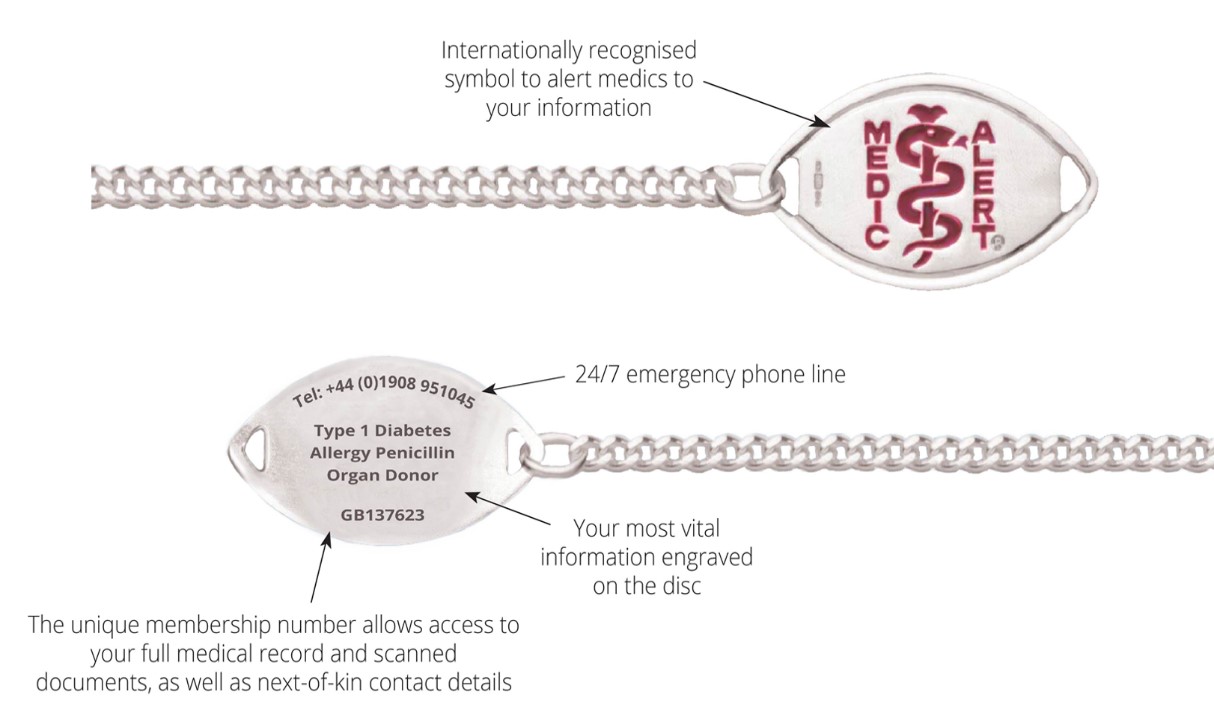 Internationally recognised
symbol to alert medics to
your information
MEDIC
ALERT
Tel: +44 (0)1908 951045
24/7 emergency phone line
Type 1 Diabetes
Allergy Penicillin
Organ Donor
GB137623
Your most vital
information engraved
on the disc
The unique membership number allows access to
your full medical record and scanned
documents, as well as next-of-kin contact details